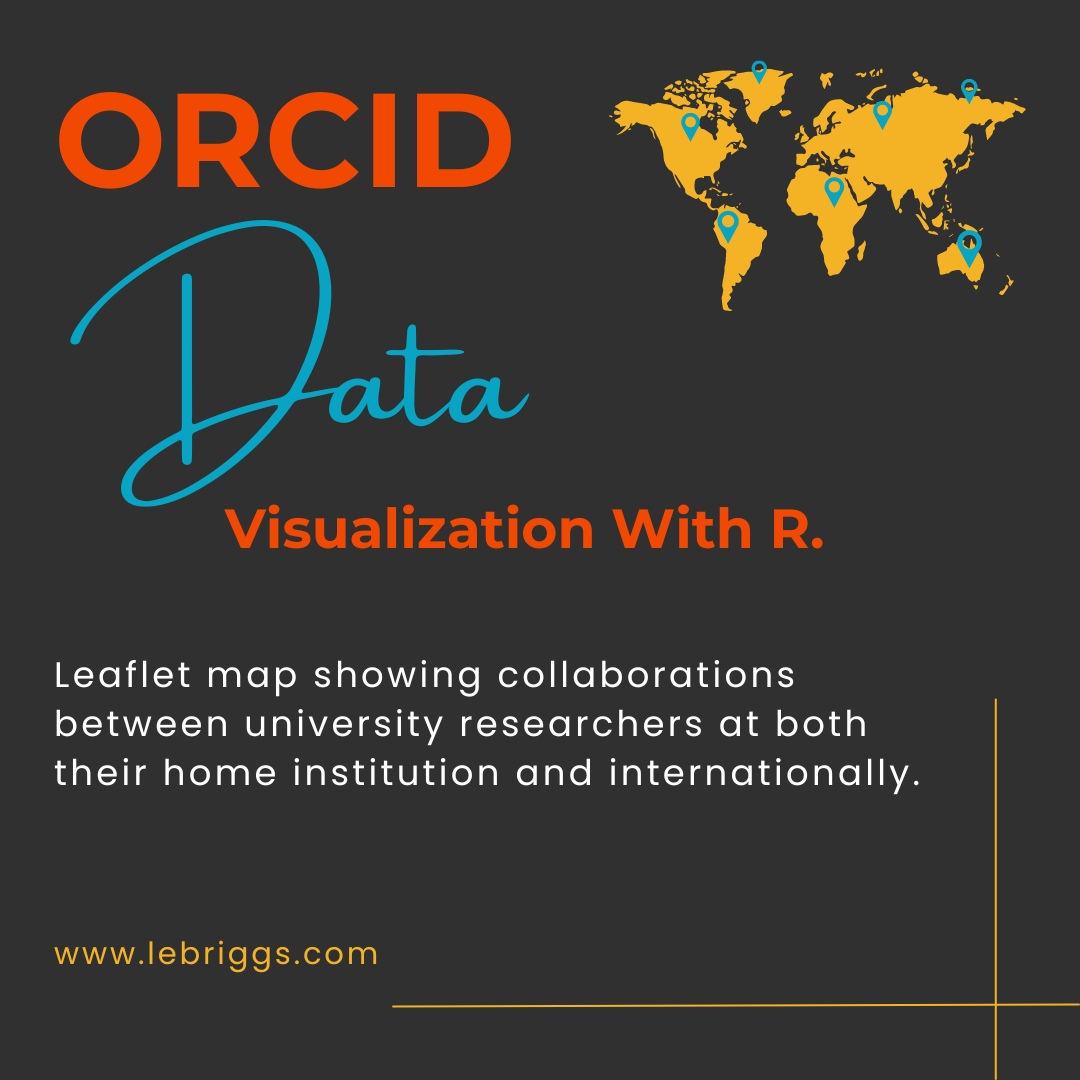 ORCID
Data
Visualization With R.
Leaflet map showing collaborations
between university researchers at both
their home institution and internationally.
www.lebriggs.com